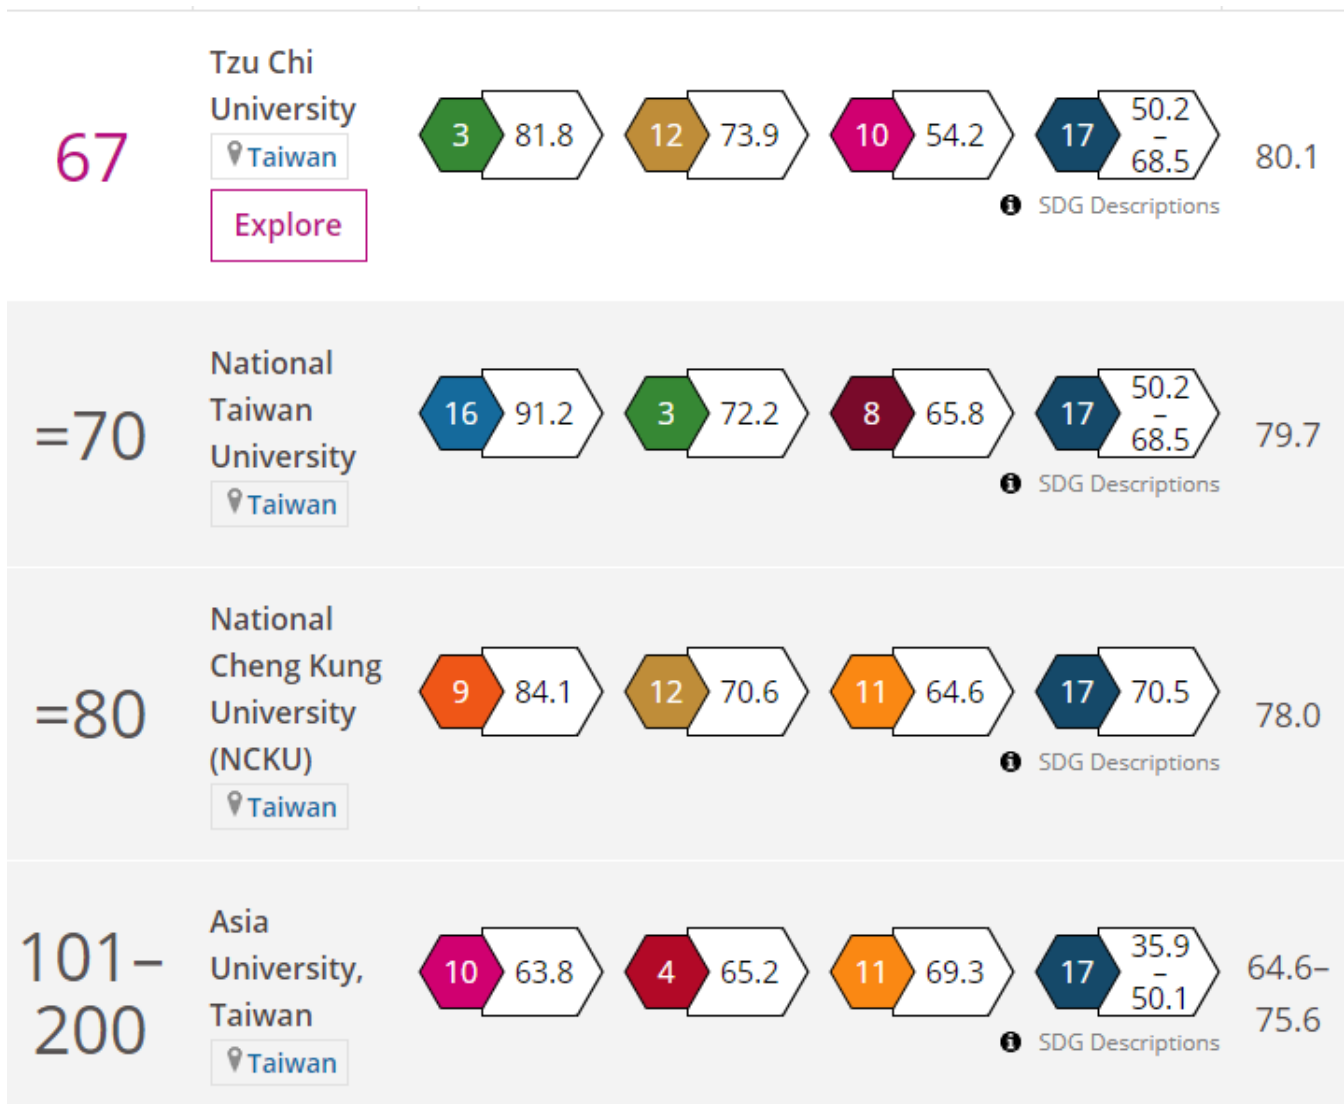 67
Tzu Chi
University
Taiwan
Explore
3 81.8 12 73.9 10 54.2 17 50.2
–
68.5
SDG Descriptions
80.1
=70
National
Taiwan
University
Taiwan
16 91.2 3 72.2 8 65.8 17 50.2
–
68.5
SDG Descriptions
79.7
=80
National
Cheng Kung
University
(NCKU)
Taiwan
9 84.1 12 70.6 11 64.6 17 70.5
SDG Descriptions
78.0
101–
200
Asia
University,
Taiwan
Taiwan
10 63.8 4 65.2 11 69.3 17 35.9
–
50.1
SDG Descriptions
64.6–
75.6